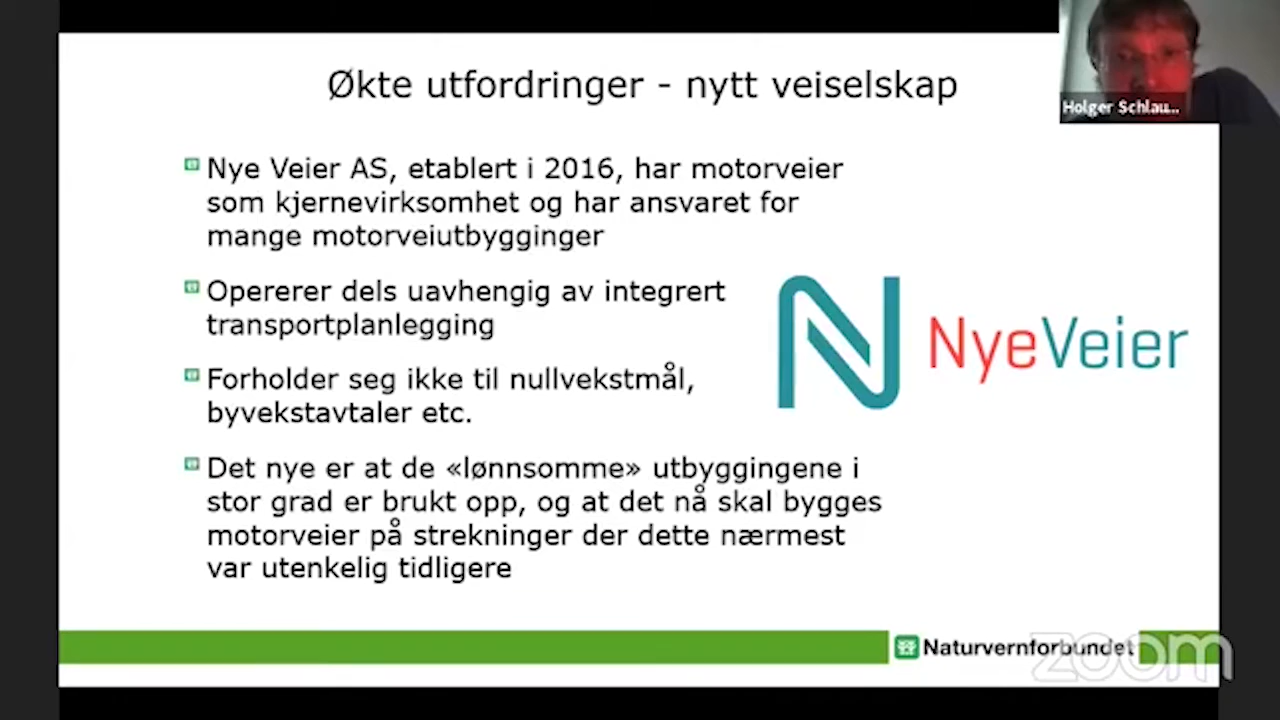 Økte utfordringer - nytt veiselskap
Holger Schlau...
Nye Veier AS, etablert i 2016, har motorveier
som kjernevirksomhet og har ansvaret for
mange motorveiutbygginger
Opererer dels uavhengig av integrert
transportplanlegging
Forholder seg ikke til nullvekstmål,
byvekstavtaler etc.
NyeVeier
Det nye er at de «lønnsomme» utbyggingene i
stor grad er brukt opp, og at det nå skal bygges
motorveier på strekninger der dette nærmest
var utenkelig tidligere
Naturvernforbundet
zoom